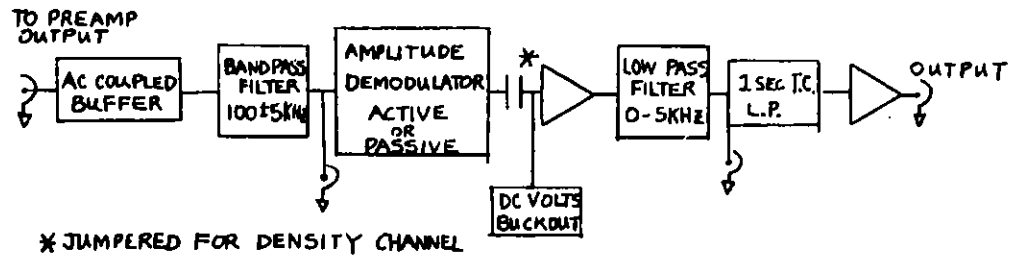 TO PREAMP
OUTPUT
AC COUPLED
BUFFER
BANDPASS
FILTER
100±5KHz
AMPLITUDE
DEMODULATOR
ACTIVE
OR
PASSIVE
*
DC VOLTS
BUCKOUT
LOW PASS
FILTER
0-5KHz
1 SEC T.C.
L.P.
OUTPUT
* JUMPERED FOR DENSITY CHANNEL